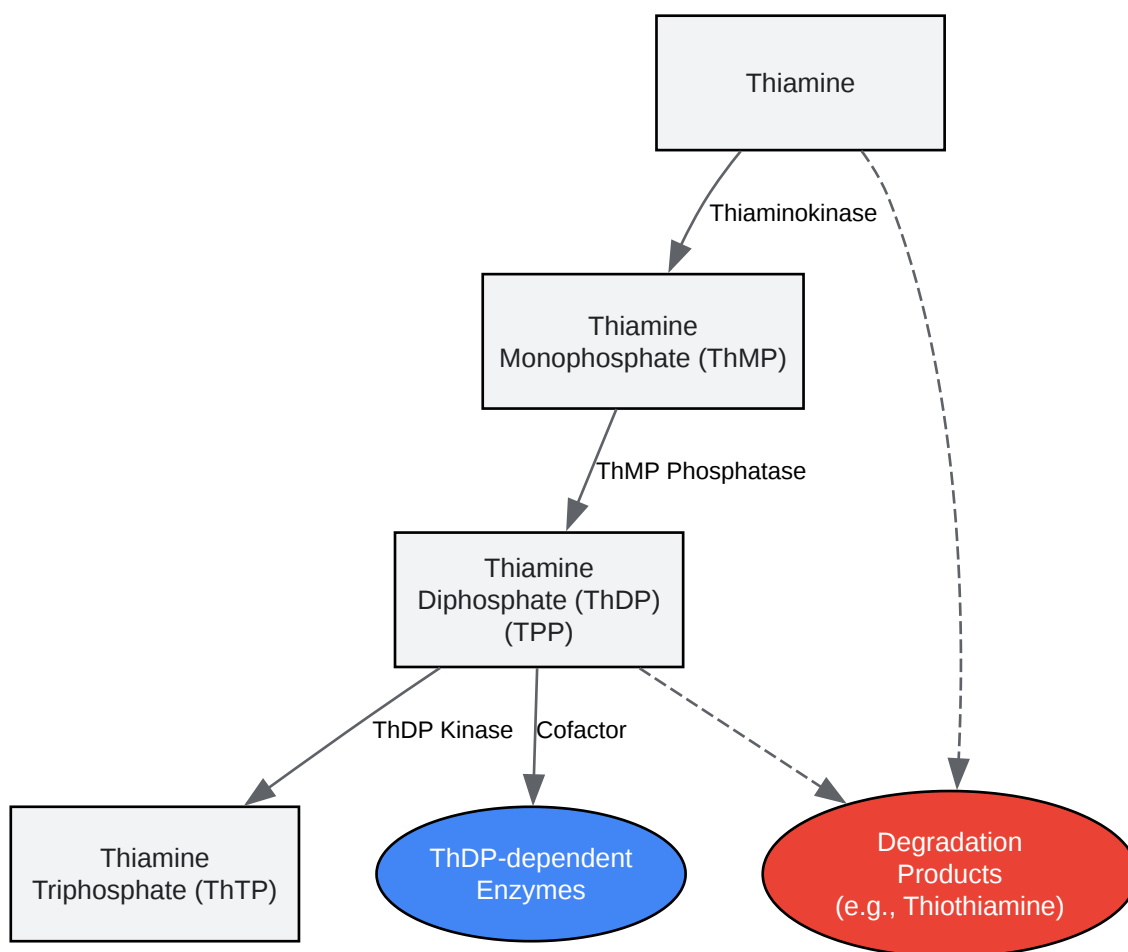 Thiamine
Thiaminokinase
Thiamine
Monophosphate (ThMP)
ThMP Phosphatase
Thiamine
Diphosphate (ThDP)
(TPP)
ThDP Kinase
Cofactor
Thiamine
Triphosphate (ThTP)
ThDP-dependent
Enzymes
Degradation
Products
(e.g., Thiothiamine)